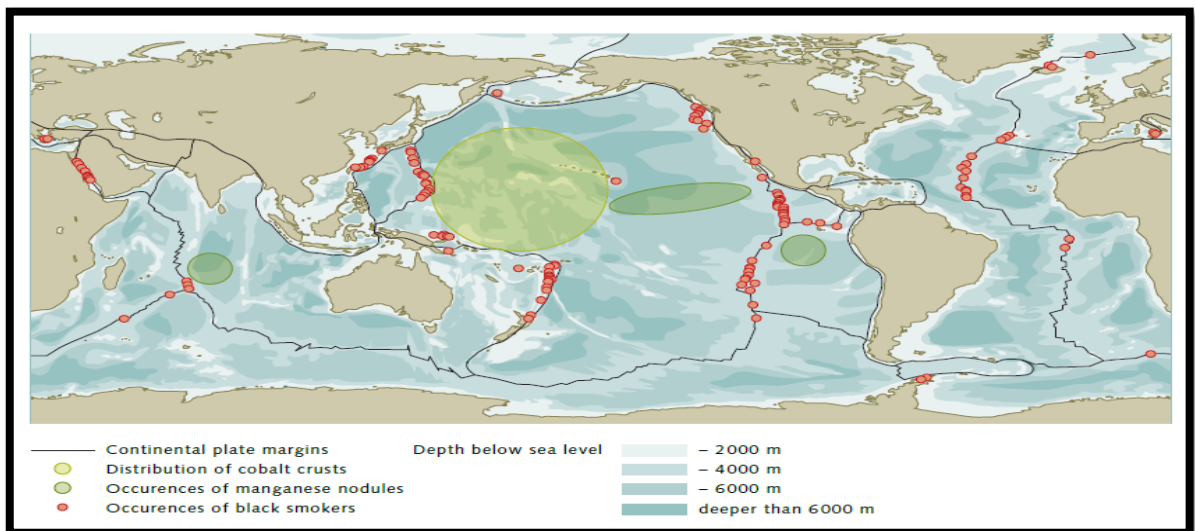 Continental plate margins
Distribution of cobalt crusts
Occurences of manganese nodules
Occurences of black smokers
Depth below sea level
– 2000 m
– 4000 m
– 6000 m
deeper than 6000 m